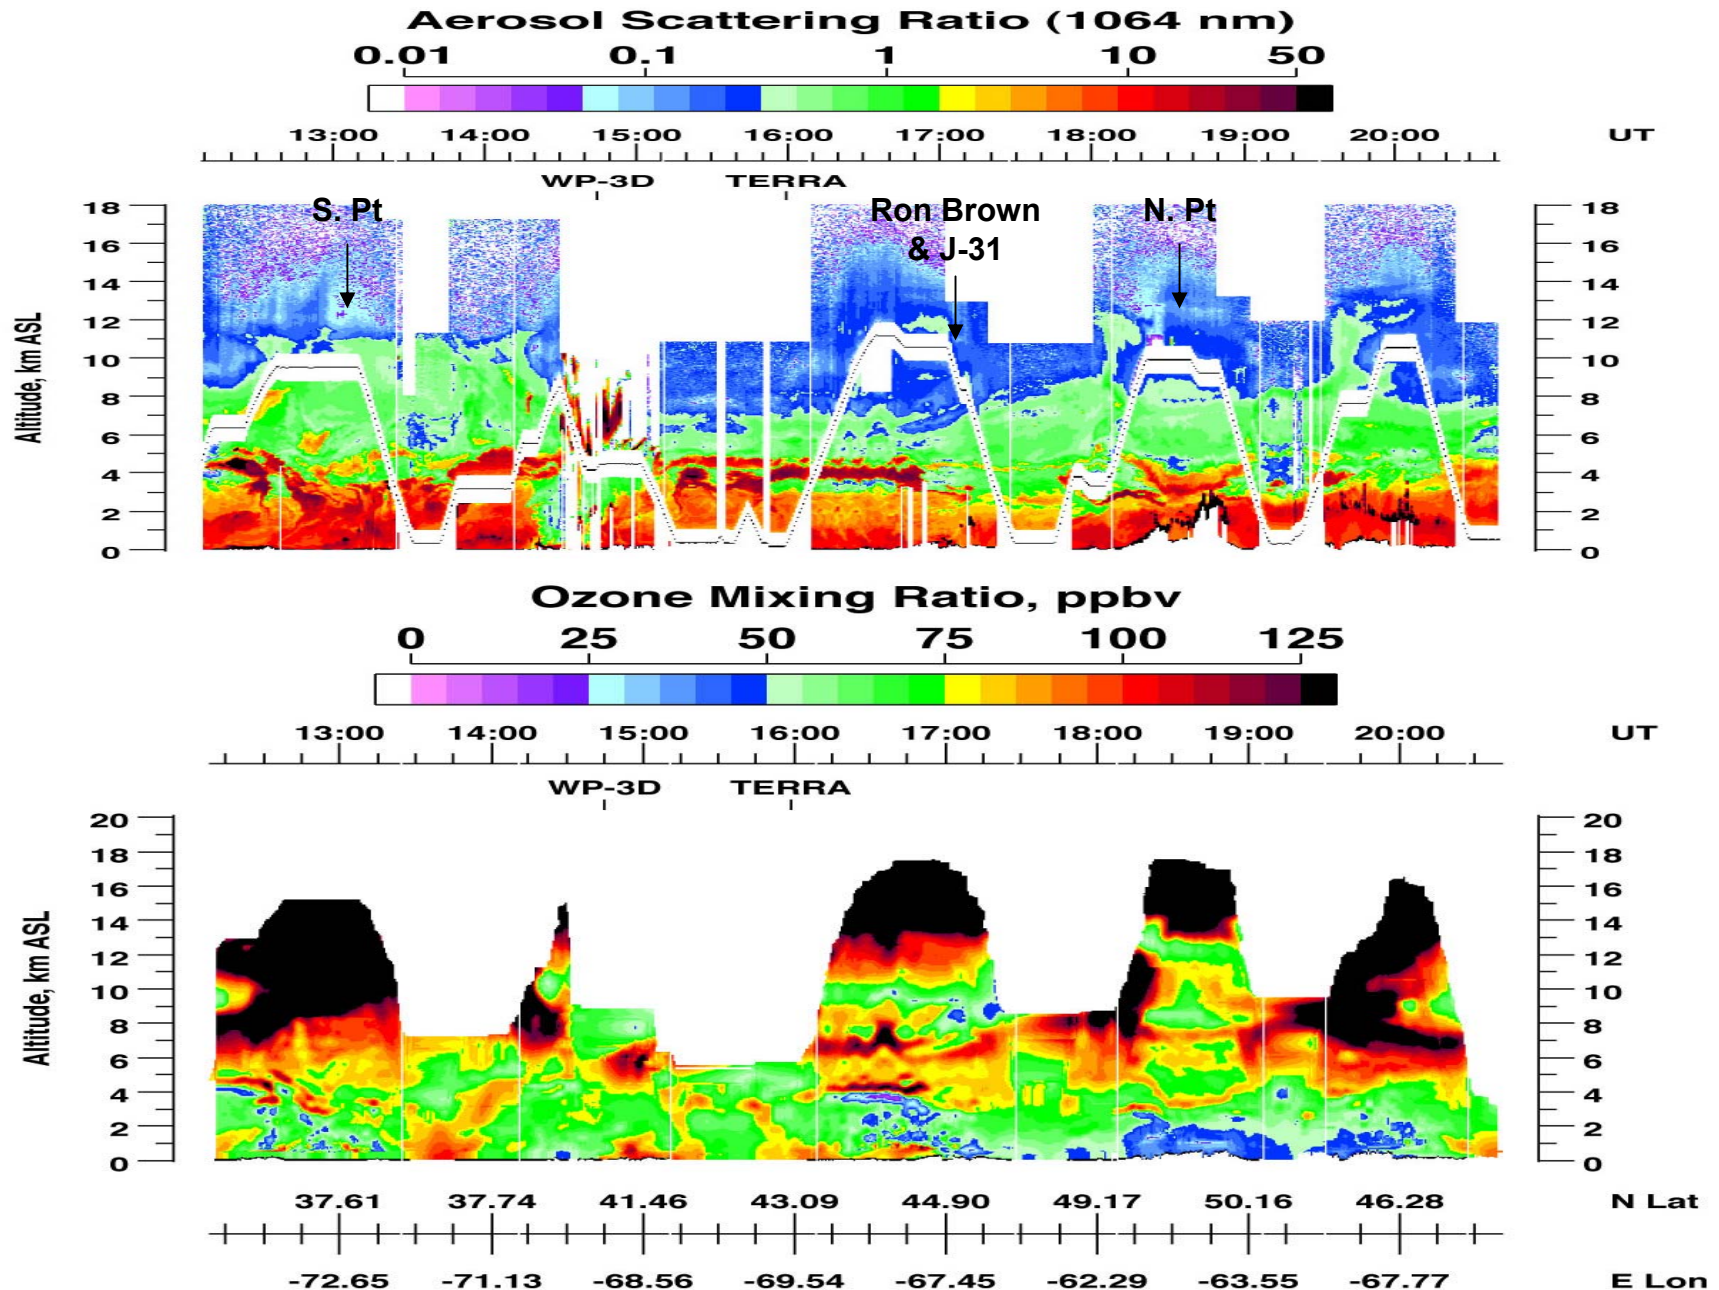 Aerosol Scattering Ratio (1064 nm)
0.01 0.1 1 10 50
13:00 14:00 15:00 16:00 17:00 18:00 19:00 20:00 UT
WP-3D TERRA
S. Pt Ron Brown N. Pt
& J-31
18 18
16 16
14 14
12 12
10 10
8 8
6 6
4 4
2 2
0 0
Altitude, km ASL
Ozone Mixing Ratio, ppbv
0 25 50 75 100 125
13:00 14:00 15:00 16:00 17:00 18:00 19:00 20:00 UT
WP-3D TERRA
20 20
18 18
16 16
14 14
12 12
10 10
8 8
6 6
4 4
2 2
0 0
Altitude, km ASL
37.61 37.74 41.46 43.09 44.90 49.17 50.16 46.28 N Lat
-72.65 -71.13 -68.56 -69.54 -67.45 -62.29 -63.55 -67.77 E Lon